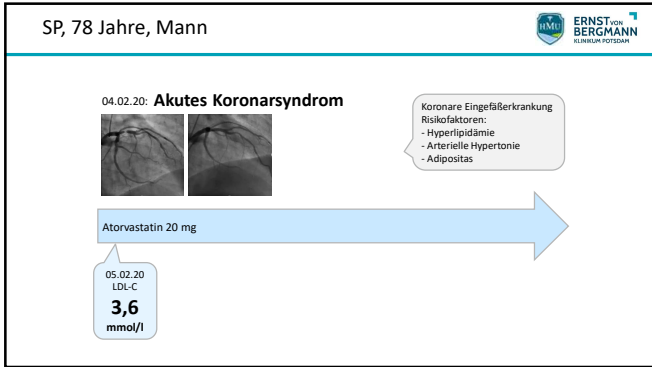 SP, 78 Jahre, Mann
HMU
ERNST VON
BERGMANN
KLINIKUM POTSDAM
04.02.20: Akutes Koronarsyndrom
Koronare Eingefäßerkrankung
Risikofaktoren:
- Hyperlipidämie
- Arterielle Hypertonie
- Adipositas
Atorvastatin 20 mg
05.02.20
LDL-C
3,6
mmol/l